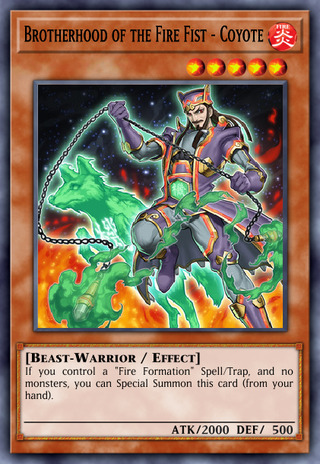 Brotherhood of the Fire Fist - Coyote
FIRE
炎
[Beast-Warrior / Effect]
If you control a "Fire Formation" Spell/Trap, and no
monsters, you can Special Summon this card (from your
hand).
ATK/2000 DEF/ 500